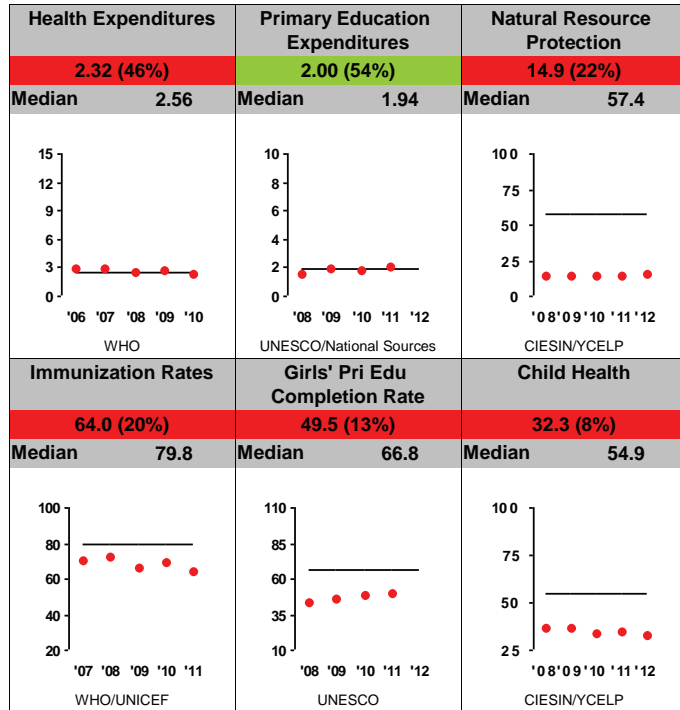 Health Expenditures
2.32 (46%)
Median 2.56
15
12
9
6
3
0
'06 '07 '08 '09 '10
WHO
Primary Education
Expenditures
2.00 (54%)
Median 1.94
10
8
6
4
2
0
'08 '09 '10 '11 '12
UNESCO/National Sources
Natural Resource
Protection
14.9 (22%)
Median 57.4
100
75
50
25
0
'08 '09 '10 '11 '12
CIESIN/YCELP
Immunization Rates
64.0 (20%)
Median 79.8
100
80
60
40
20
'07 '08 '09 '10 '11
WHO/UNICEF
Girls' Pri Edu
Completion Rate
49.5 (13%)
Median 66.8
110
85
60
35
10
'08 '09 '10 '11 '12
UNESCO
Child Health
32.3 (8%)
Median 54.9
100
75
50
25
'08 '09 '10 '11 '12
CIESIN/YCELP